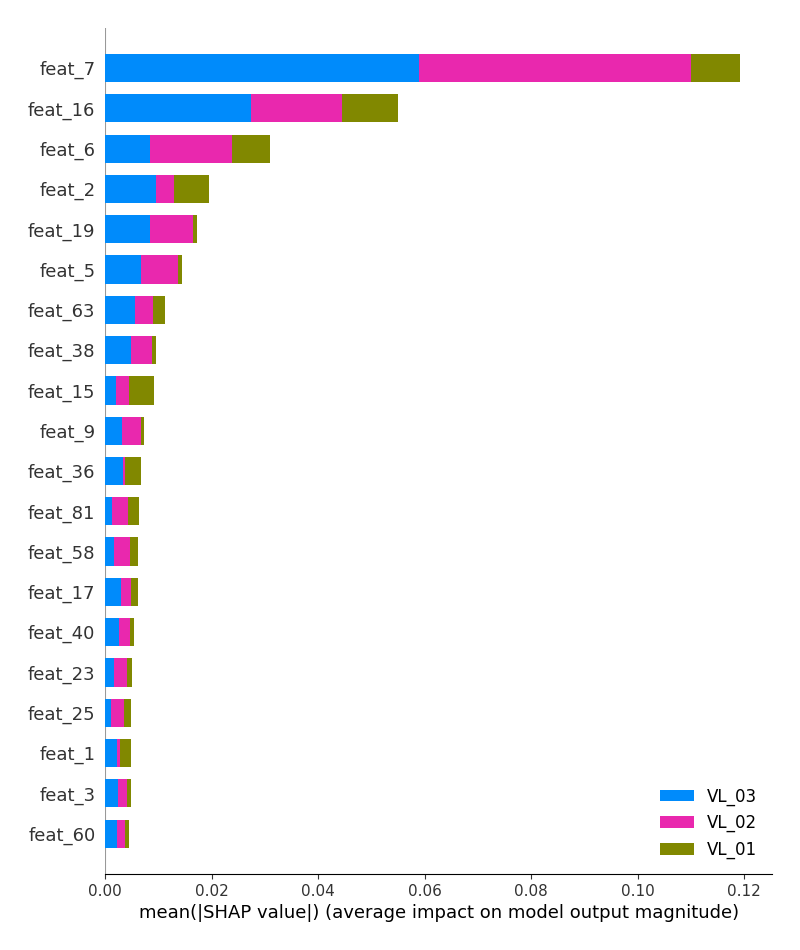 feat_7
feat_16
feat_6
feat_2
feat_19
feat_5
feat_63
feat_38
feat_15
feat_9
feat_36
feat_81
feat_58
feat_17
feat_40
feat_23
feat_25
feat_1
feat_3
feat_60
VL_03
VL_02
VL_01
0.00 0.02 0.04 0.06 0.08 0.10 0.12
mean(|SHAP value|) (average impact on model output magnitude)